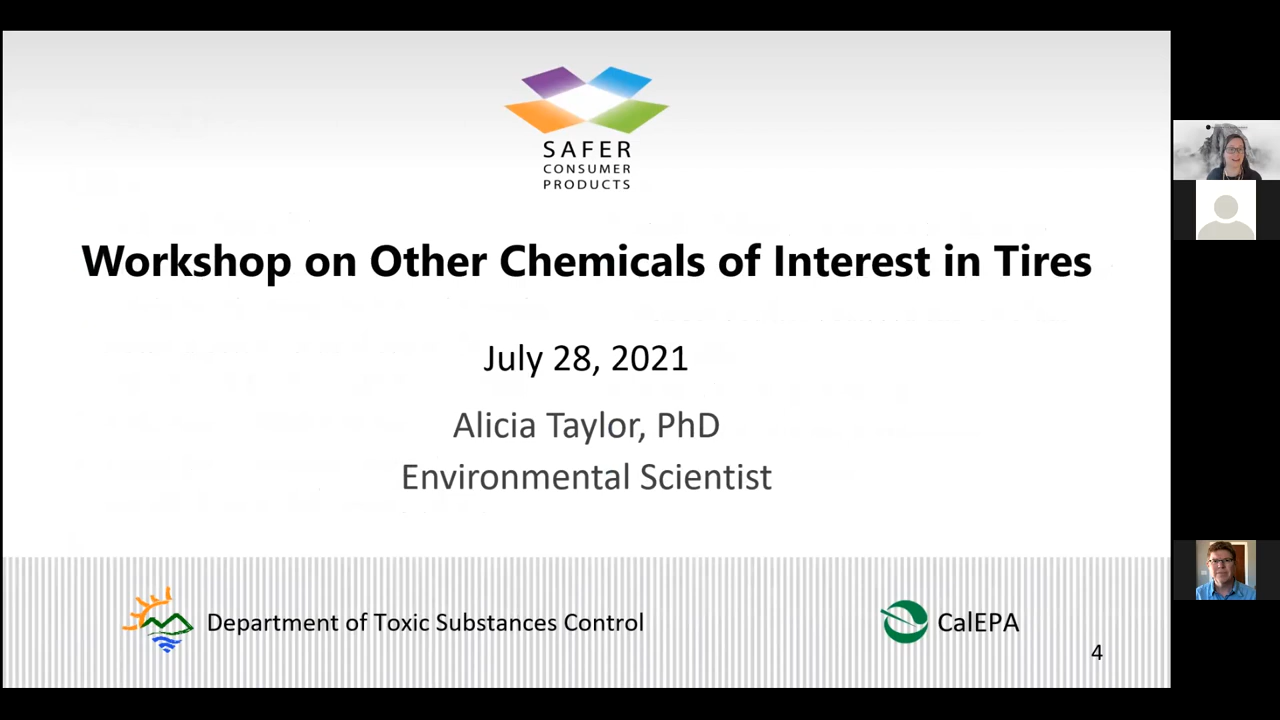 SAFER
CONSUMER
PRODUCTS
Workshop on Other Chemicals of Interest in Tires
July 28, 2021
Alicia Taylor, PhD
Environmental Scientist
Department of Toxic Substances Control
CalEPA
4